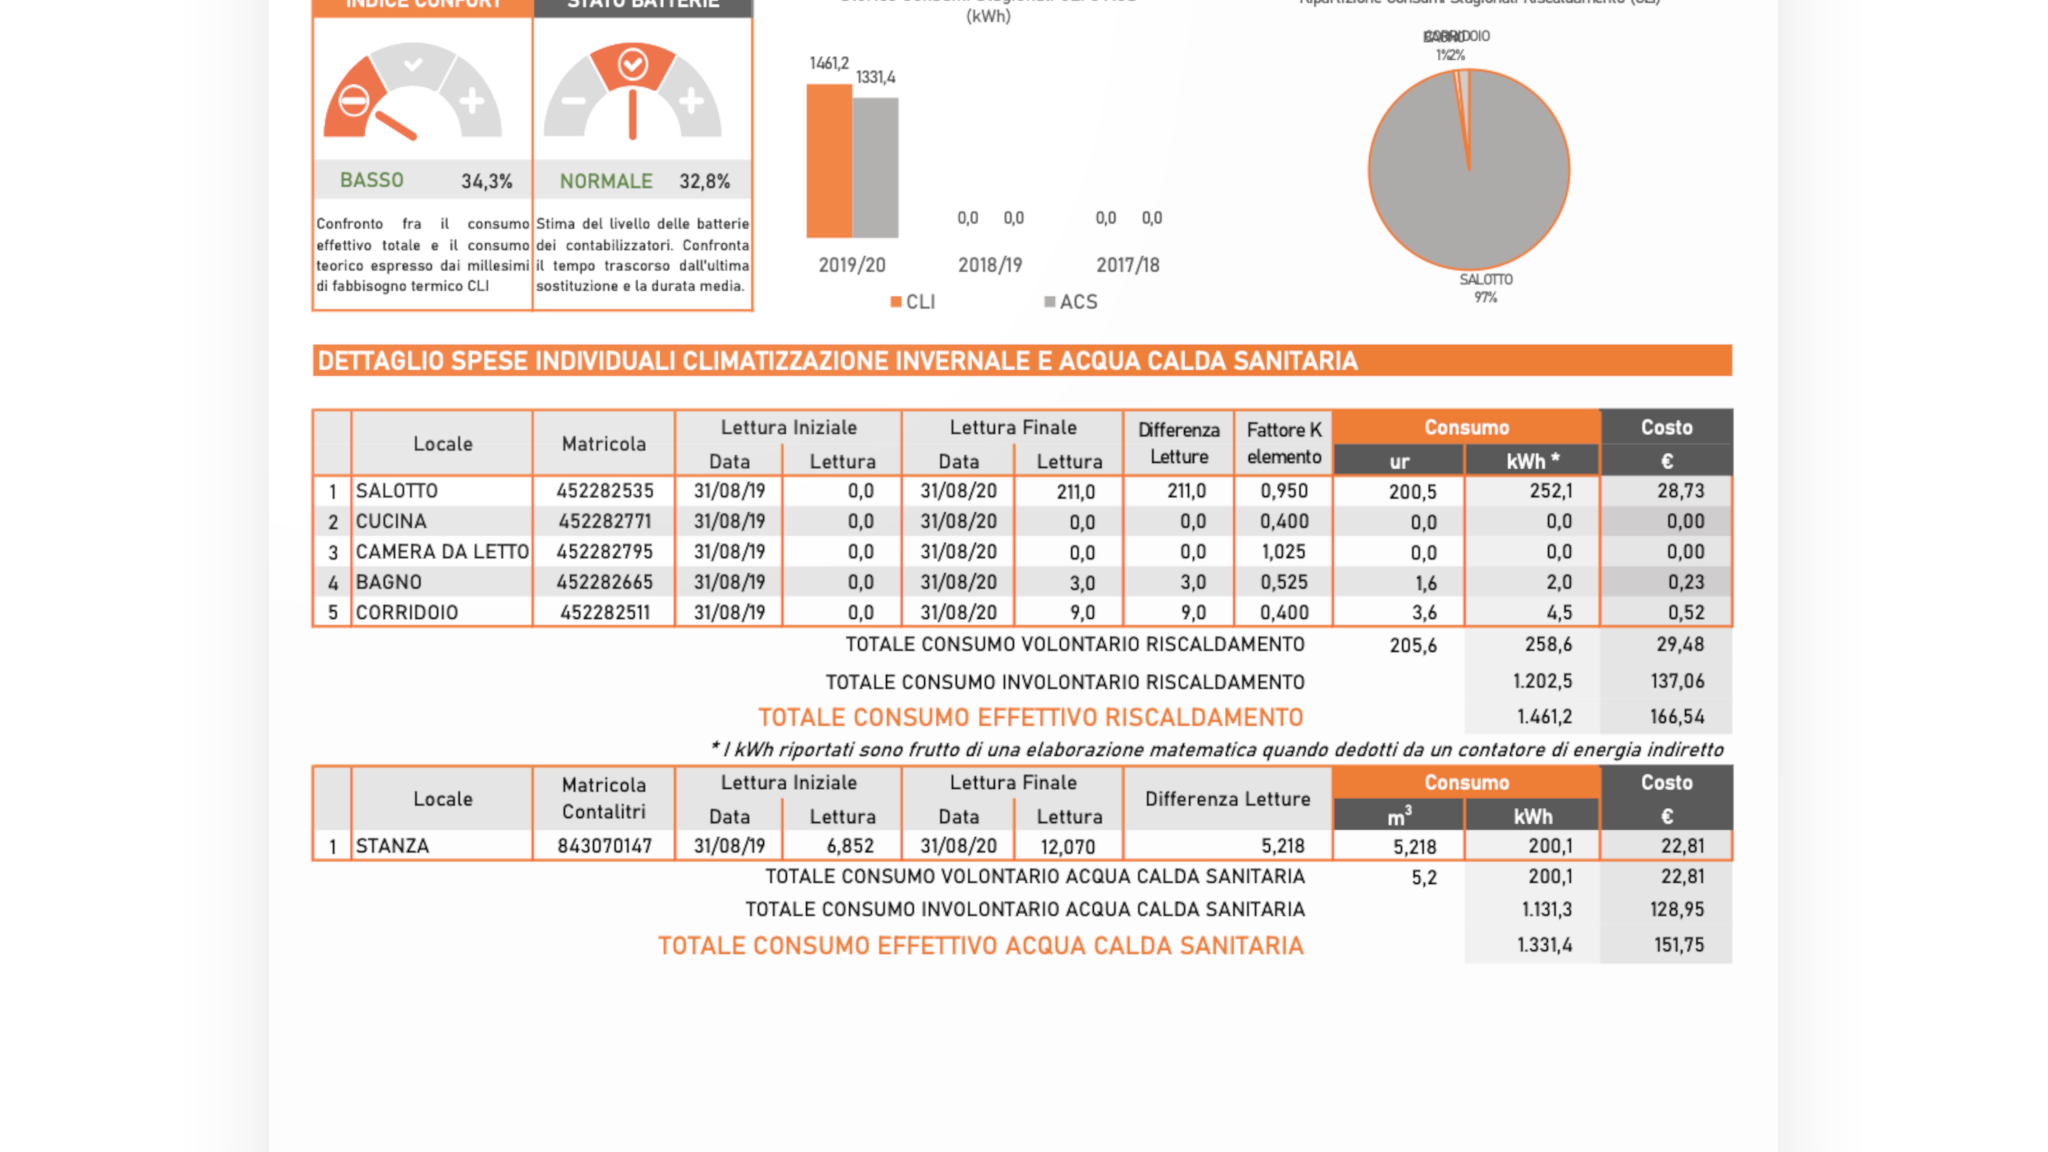 INDICE CONFORT STATO BATTERIE
BASSO 34,3% NORMALE 32,8%
Confronto fra il consumo effettivo totale e il consumo teorico espresso dai millesimi di fabbisogno termico CLI
Stima del livello delle batterie dei contabilizzatori. Confronta il tempo trascorso dall'ultima sostituzione e la durata media.
(kWh)
1461,2 1331,4
0,0 0,0 0,0 0,0
2019/20 2018/19 2017/18
CLI ACS
Ripartizione Consumi Stagionali Riscaldamento (CLI)
BAGNO CORRIDOIO
1% 2%
SALOTTO
97%
DETTAGLIO SPESE INDIVIDUALI CLIMATIZZAZIONE INVERNALE E ACQUA CALDA SANITARIA
Locale Matricola Lettura Iniziale Lettura Finale Differenza Letture Fattore K elemento Consumo Costo
Data Lettura Data Lettura ur kWh * €
1 SALOTTO 452282535 31/08/19 0,0 31/08/20 211,0 211,0 0,950 200,5 252,1 28,73
2 CUCINA 452282771 31/08/19 0,0 31/08/20 0,0 0,0 0,400 0,0 0,0 0,00
3 CAMERA DA LETTO 452282795 31/08/19 0,0 31/08/20 0,0 0,0 1,025 0,0 0,0 0,00
4 BAGNO 452282665 31/08/19 0,0 31/08/20 3,0 3,0 0,525 1,6 2,0 0,23
5 CORRIDOIO 452282511 31/08/19 0,0 31/08/20 9,0 9,0 0,400 3,6 4,5 0,52
TOTALE CONSUMO VOLONTARIO RISCALDAMENTO 205,6 258,6 29,48
TOTALE CONSUMO INVOLONTARIO RISCALDAMENTO 1.202,5 137,06
TOTALE CONSUMO EFFETTIVO RISCALDAMENTO 1.461,2 166,54
* I kWh riportati sono frutto di una elaborazione matematica quando dedotti da un contatore di energia indiretto
Locale Matricola Contalitri Lettura Iniziale Lettura Finale Differenza Letture Consumo Costo
Data Lettura Data Lettura m³ kWh €
1 STANZA 843070147 31/08/19 6,852 31/08/20 12,070 5,218 5,218 200,1 22,81
TOTALE CONSUMO VOLONTARIO ACQUA CALDA SANITARIA 5,2 200,1 22,81
TOTALE CONSUMO INVOLONTARIO ACQUA CALDA SANITARIA 1.131,3 128,95
TOTALE CONSUMO EFFETTIVO ACQUA CALDA SANITARIA 1.331,4 151,75